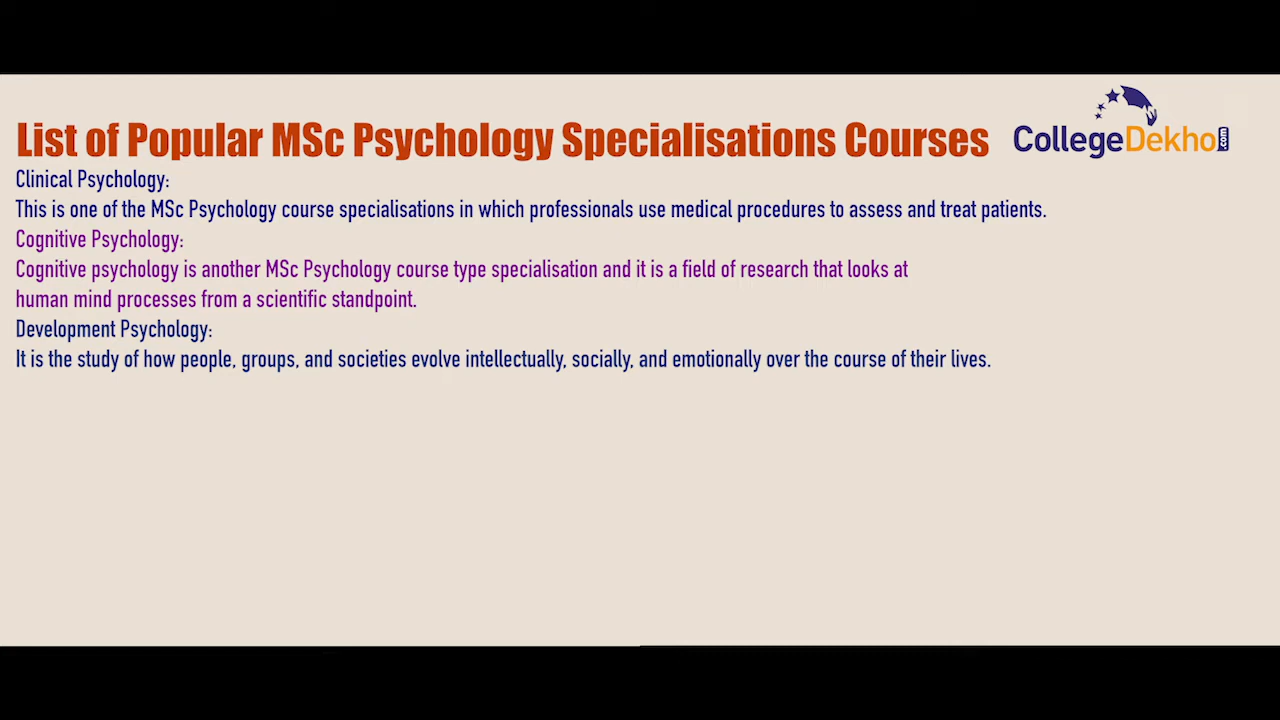 List of Popular MSc Psychology Specialisations Courses
CollegeDekho.com
Clinical Psychology:
This is one of the MSc Psychology course specialisations in which professionals use medical procedures to assess and treat patients.
Cognitive Psychology:
Cognitive psychology is another MSc Psychology course type specialisation and it is a field of research that looks at
human mind processes from a scientific standpoint.
Development Psychology:
It is the study of how people, groups, and societies evolve intellectually, socially, and emotionally over the course of their lives.